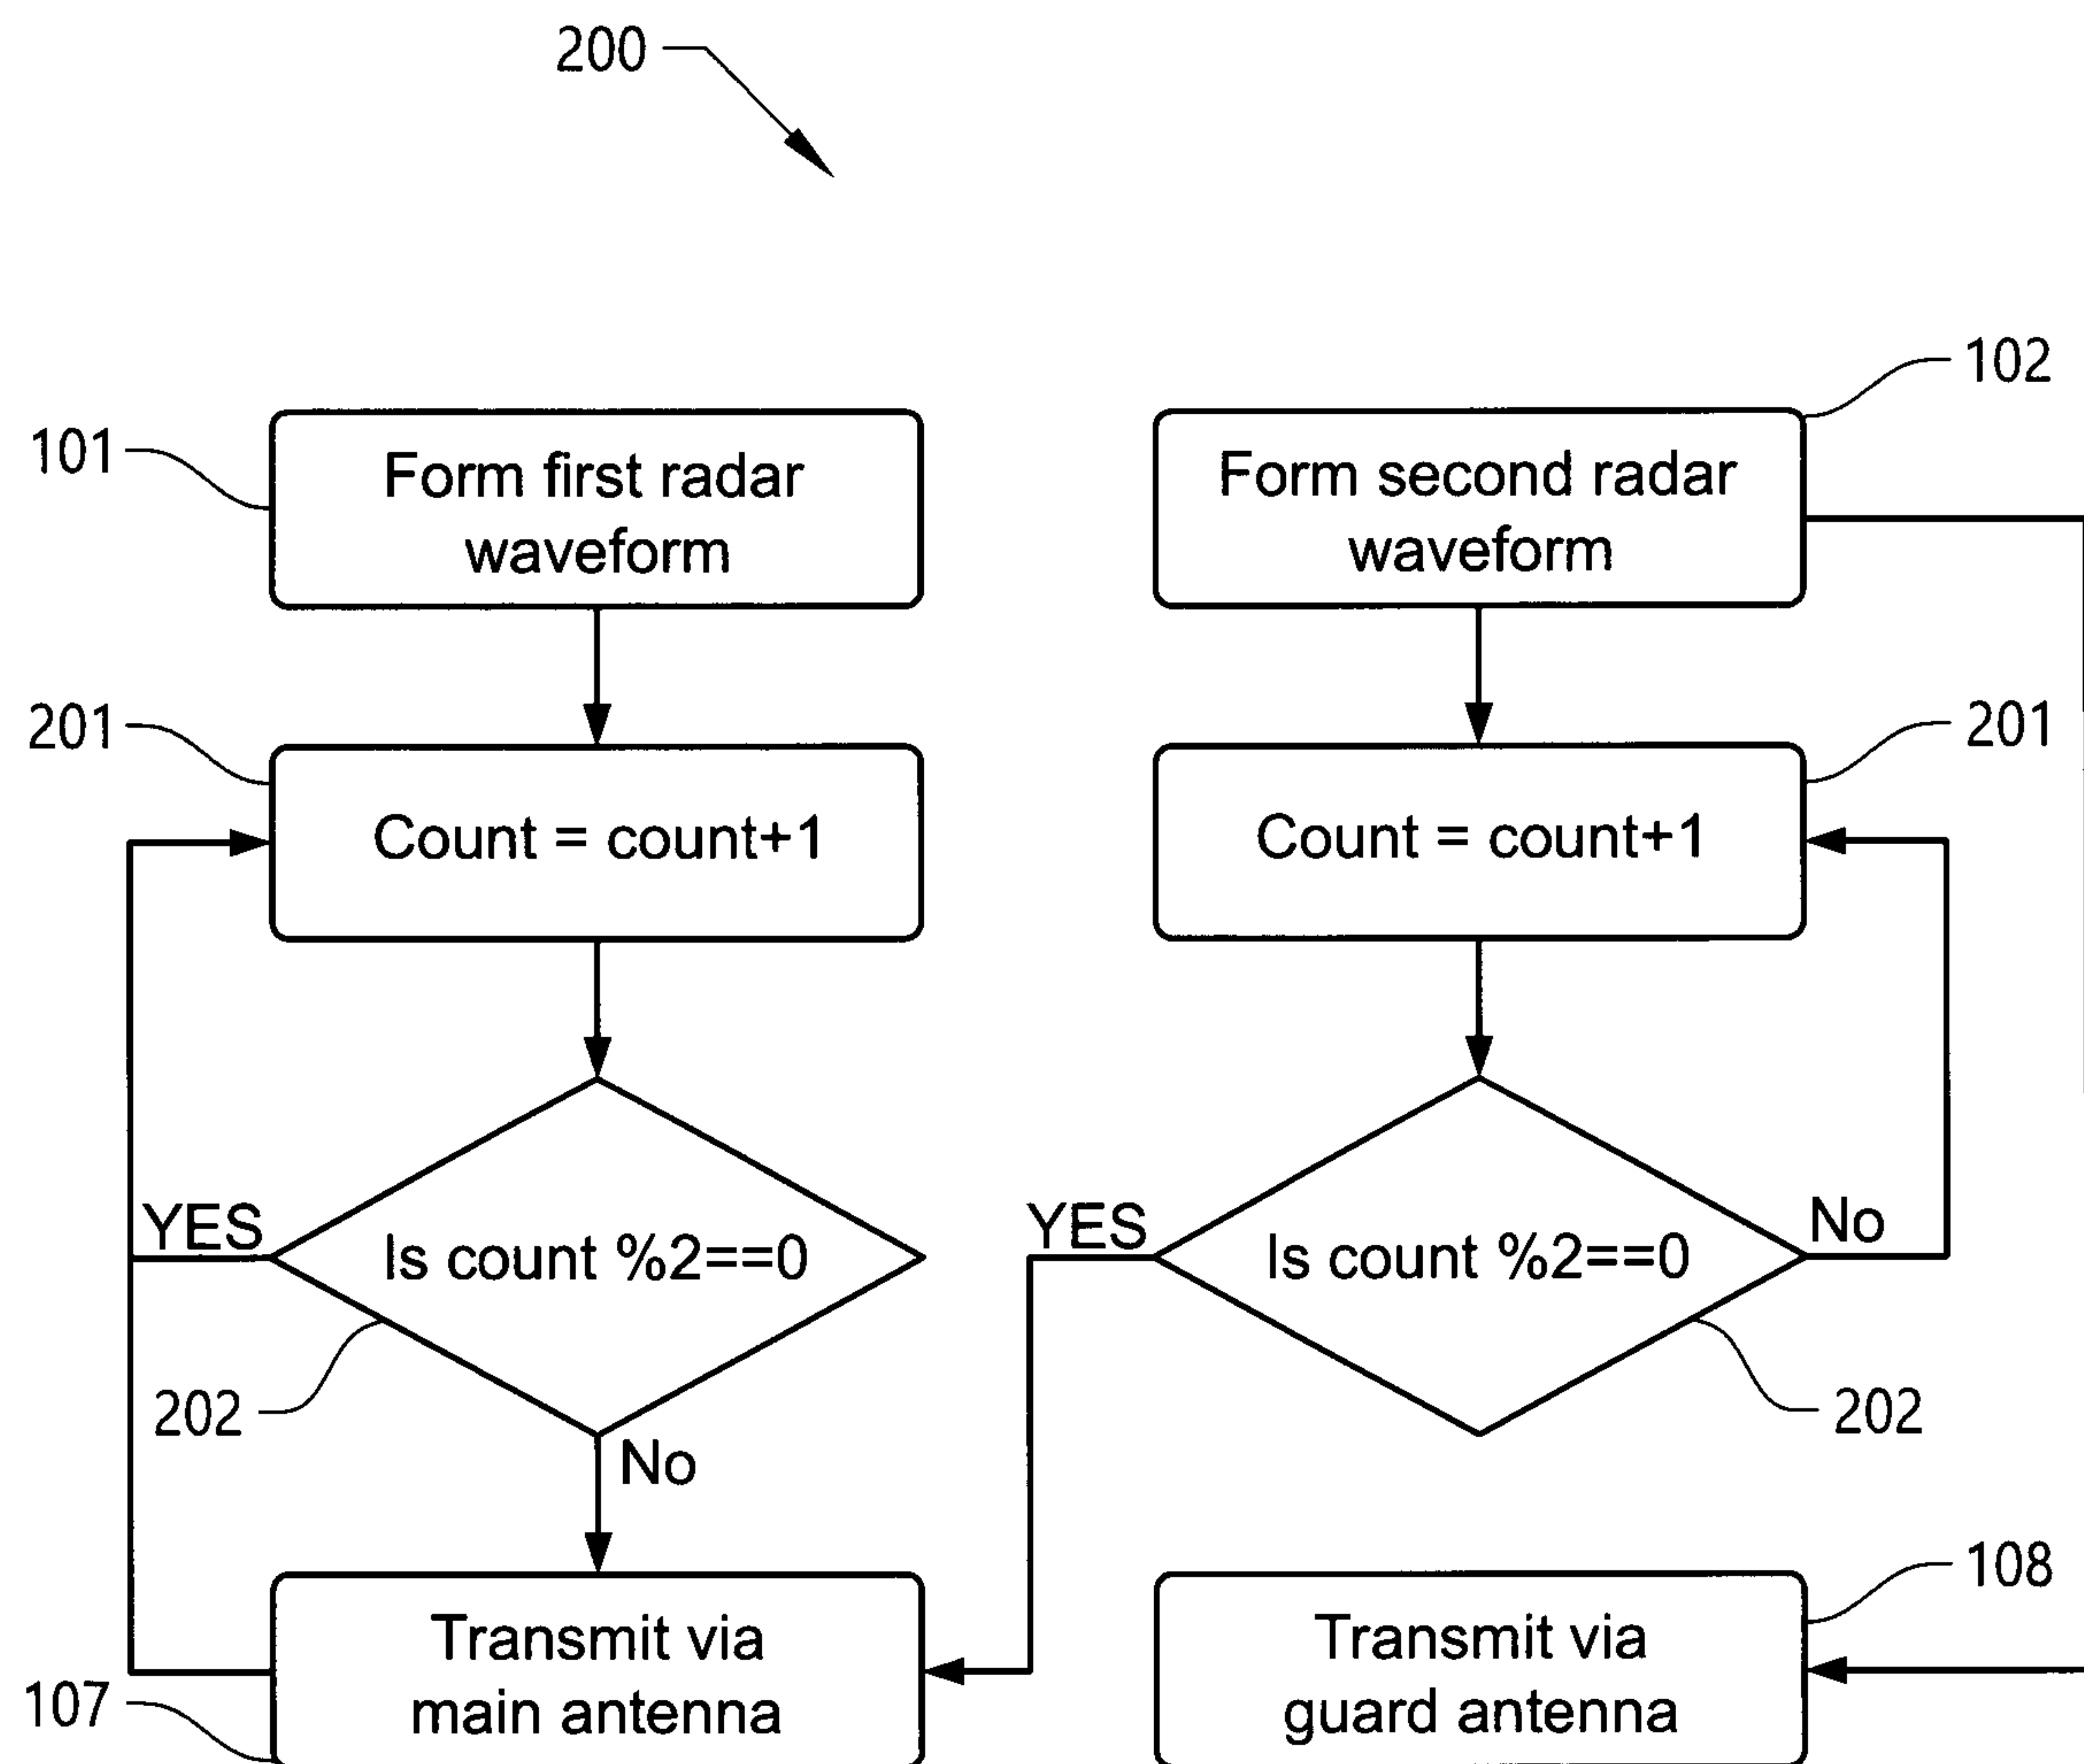 200
102
101
Form first radar
waveform
Form second radar
waveform
201
201
Count = count+1
Count = count+1
YES
Is count %2==0
YES
Is count %2==0
No
202
No
202
108
Transmit via
main antenna
Transmit via
guard antenna
107